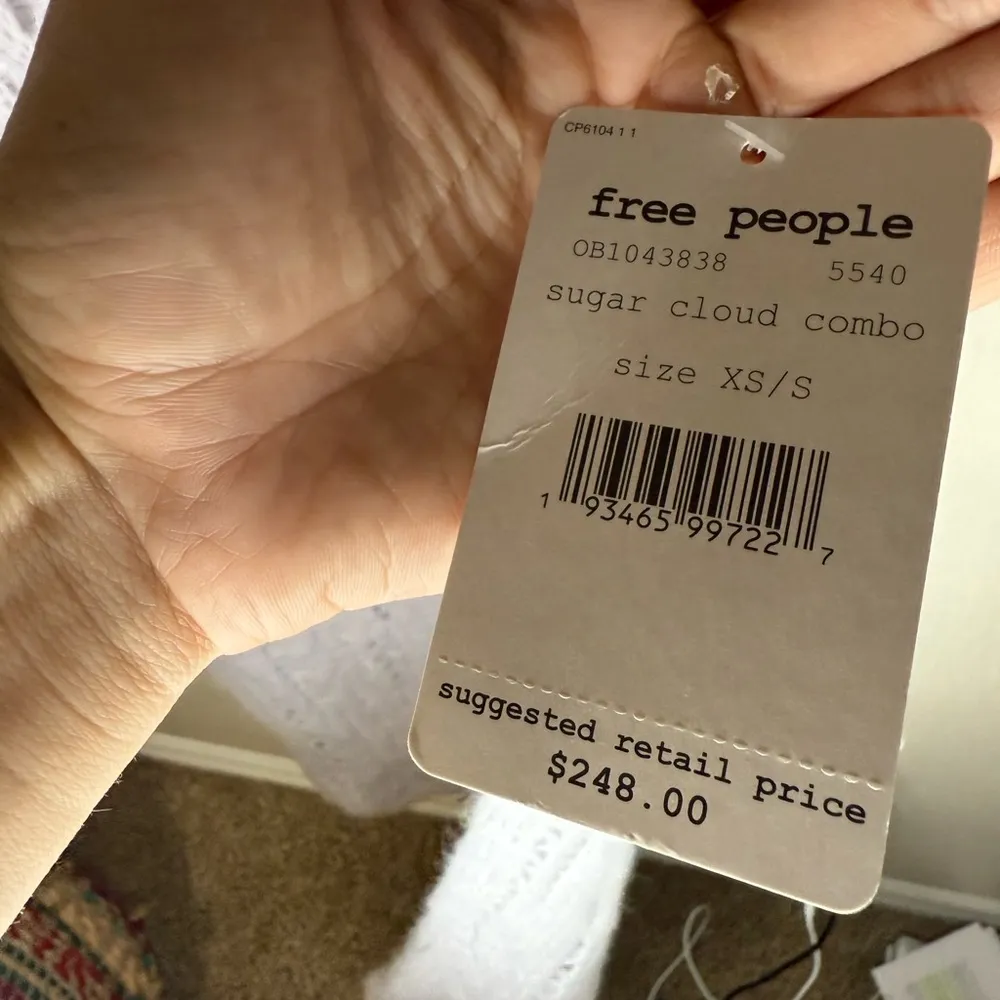 CP6104 1 1
free people
OB1043838 5540
sugar cloud combo
size XS/S
1 93465 99722 7
suggested retail price
$248.00